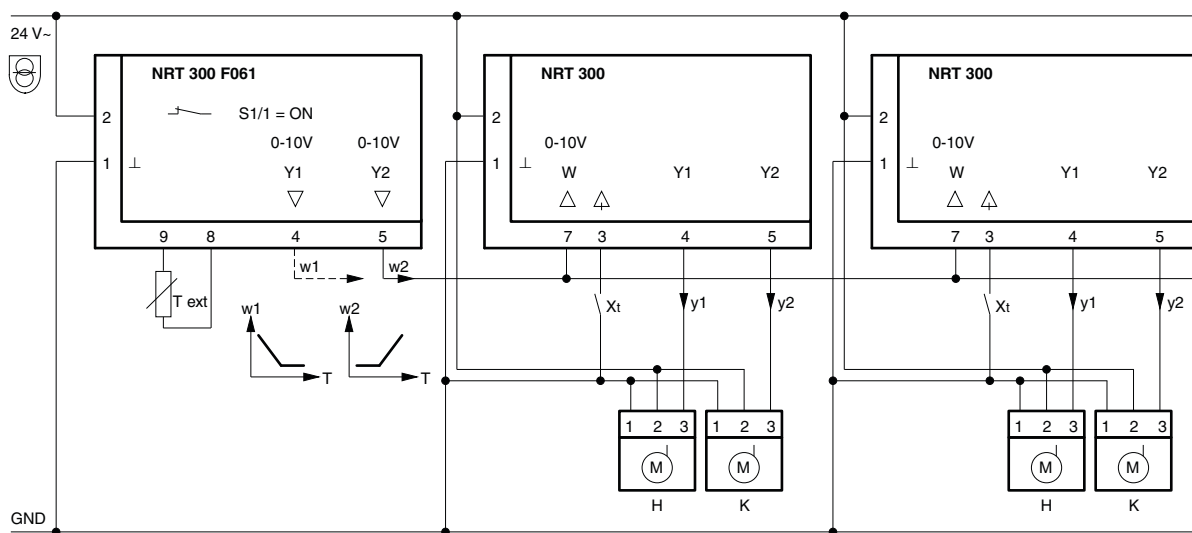 24 V~
NRT 300 F061 NRT 300 NRT 300
2 S1/1 = ON 2 2
0-10V 0-10V 0-10V 0-10V
1 ⊥ Y1 Y2 1 ⊥ W Y1 Y2 1 ⊥ W Y1 Y2
9 8 4 5 7 3 4 5 7 3 4 5
w1 w2
T ext w1 w2 Xt y1 y2 Xt y1 y2
T T
1 2 3 1 2 3 1 2 3 1 2 3
M M M M
H K H K
GND